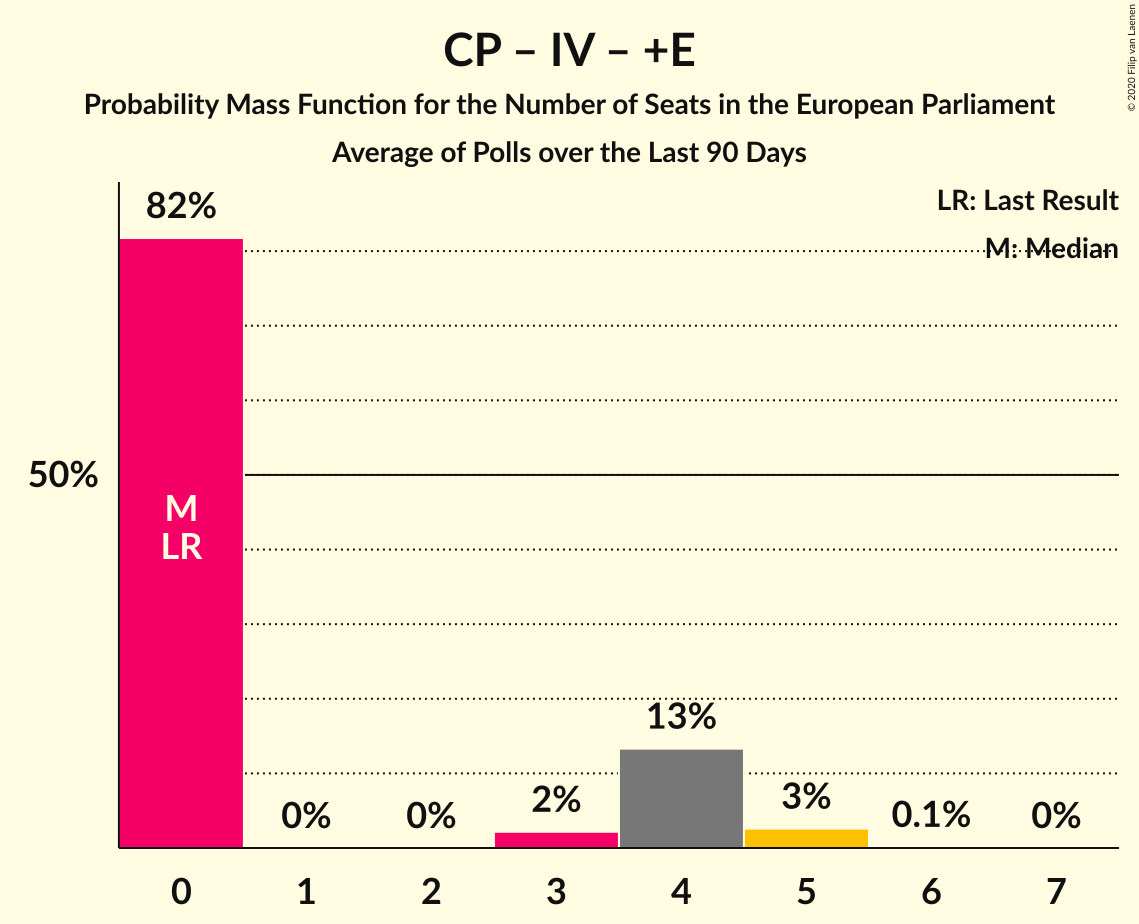 CP – IV – +E
Probability Mass Function for the Number of Seats in the European Parliament
Average of Polls over the Last 90 Days
© 2020 Filip van Laenen
LR: Last Result
M: Median
82%
50%
M
LR
0%
0%
2%
13%
3%
0.1%
0%
0
1
2
3
4
5
6
7